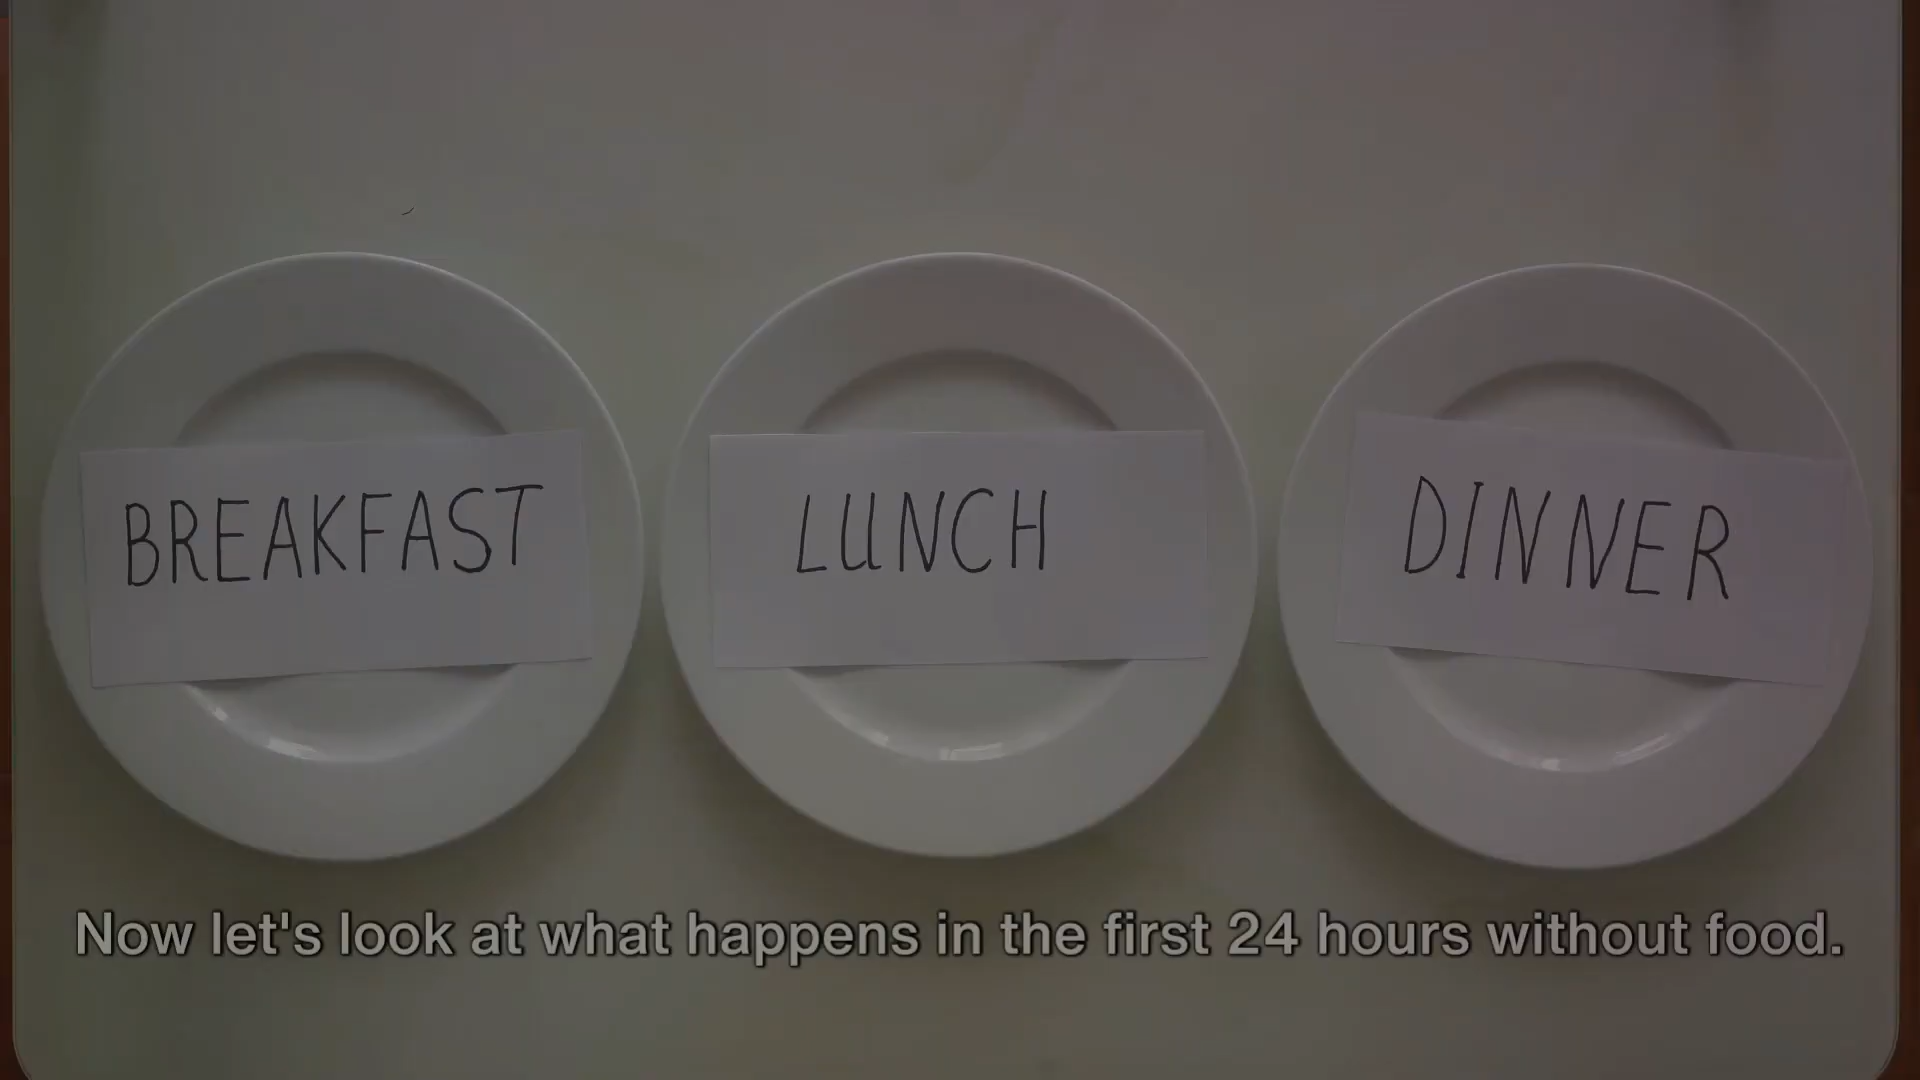 BREAKFAST
LUNCH
DINNER
Now let's look at what happens in the first 24 hours without food.